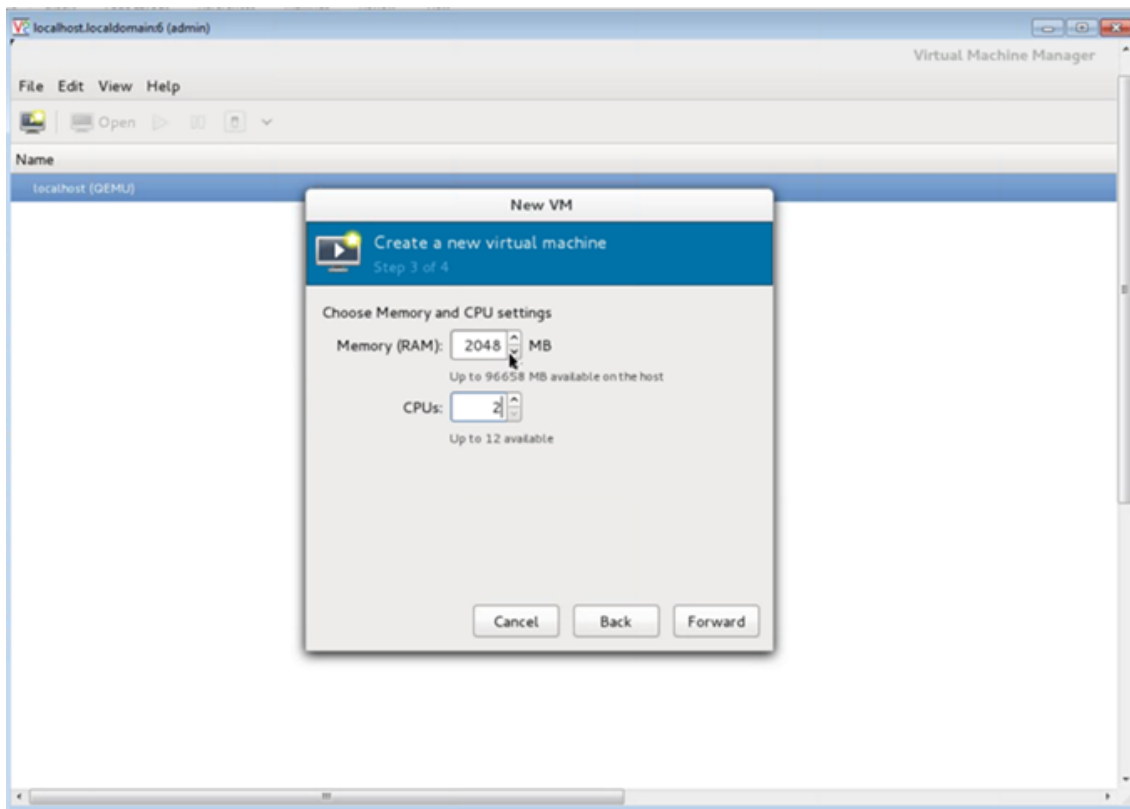 localhost.localdomain:6 (admin)
Virtual Machine Manager
File Edit View Help
Open
Name
localhost (QEMU)
New VM
Create a new virtual machine
Step 3 of 4
Choose Memory and CPU settings
Memory (RAM): 2048 MB
Up to 96658 MB available on the host
CPUs: 2
Up to 12 available
Cancel Back Forward